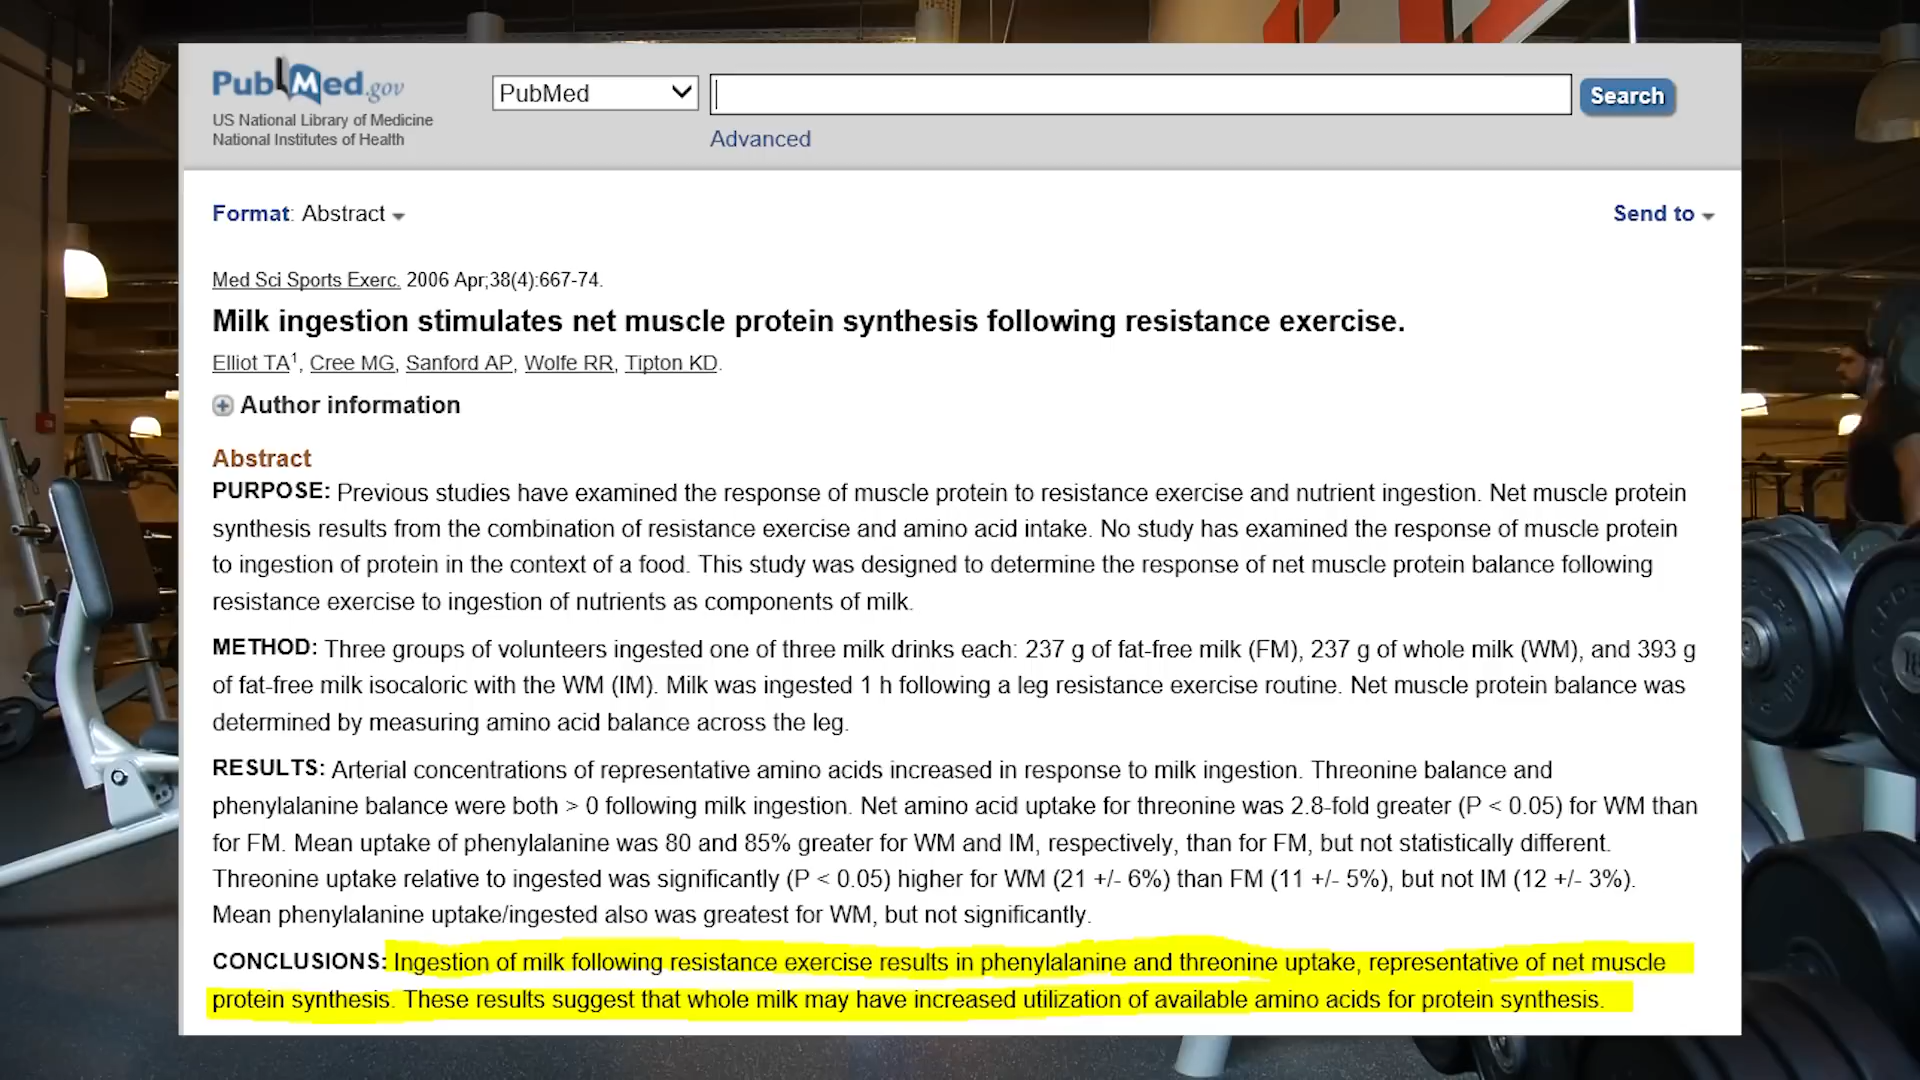 PubMed.gov
US National Library of Medicine
National Institutes of Health
PubMed
Search
Advanced
Format: Abstract
Send to
Med Sci Sports Exerc. 2006 Apr;38(4):667-74.
Milk ingestion stimulates net muscle protein synthesis following resistance exercise.
Elliot TA1, Cree MG, Sanford AP, Wolfe RR, Tipton KD.
Author information
Abstract
PURPOSE: Previous studies have examined the response of muscle protein to resistance exercise and nutrient ingestion. Net muscle protein
synthesis results from the combination of resistance exercise and amino acid intake. No study has examined the response of muscle protein
to ingestion of protein in the context of a food. This study was designed to determine the response of net muscle protein balance following
resistance exercise to ingestion of nutrients as components of milk.
METHOD: Three groups of volunteers ingested one of three milk drinks each: 237 g of fat-free milk (FM), 237 g of whole milk (WM), and 393 g
of fat-free milk isocaloric with the WM (IM). Milk was ingested 1 h following a leg resistance exercise routine. Net muscle protein balance was
determined by measuring amino acid balance across the leg.
RESULTS: Arterial concentrations of representative amino acids increased in response to milk ingestion. Threonine balance and
phenylalanine balance were both > 0 following milk ingestion. Net amino acid uptake for threonine was 2.8-fold greater (P < 0.05) for WM than
for FM. Mean uptake of phenylalanine was 80 and 85% greater for WM and IM, respectively, than for FM, but not statistically different.
Threonine uptake relative to ingested was significantly (P < 0.05) higher for WM (21 +/- 6%) than FM (11 +/- 5%), but not IM (12 +/- 3%).
Mean phenylalanine uptake/ingested also was greatest for WM, but not significantly.
CONCLUSIONS: Ingestion of milk following resistance exercise results in phenylalanine and threonine uptake, representative of net muscle
protein synthesis. These results suggest that whole milk may have increased utilization of available amino acids for protein synthesis.